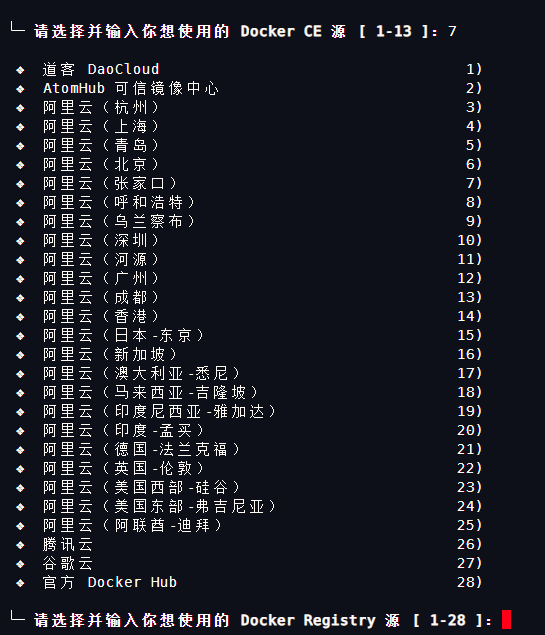 └─ 请选择并输入你想使用的 Docker CE 源 [ 1-13 ]: 7
❖ 道客 DaoCloud 1)
❖ AtomHub 可信镜像中心 2)
❖ 阿里云（杭州） 3)
❖ 阿里云（上海） 4)
❖ 阿里云（青岛） 5)
❖ 阿里云（北京） 6)
❖ 阿里云（张家口） 7)
❖ 阿里云（呼和浩特） 8)
❖ 阿里云（乌兰察布） 9)
❖ 阿里云（深圳） 10)
❖ 阿里云（河源） 11)
❖ 阿里云（广州） 12)
❖ 阿里云（成都） 13)
❖ 阿里云（香港） 14)
❖ 阿里云（日本-东京） 15)
❖ 阿里云（新加坡） 16)
❖ 阿里云（澳大利亚-悉尼） 17)
❖ 阿里云（马来西亚-吉隆坡） 18)
❖ 阿里云（印度尼西亚-雅加达） 19)
❖ 阿里云（印度-孟买） 20)
❖ 阿里云（德国-法兰克福） 21)
❖ 阿里云（英国-伦敦） 22)
❖ 阿里云（美国西部-硅谷） 23)
❖ 阿里云（美国东部-弗吉尼亚） 24)
❖ 阿里云（阿联酋-迪拜） 25)
❖ 腾讯云 26)
❖ 谷歌云 27)
❖ 官方 Docker Hub 28)
└─ 请选择并输入你想使用的 Docker Registry 源 [ 1-28 ]: